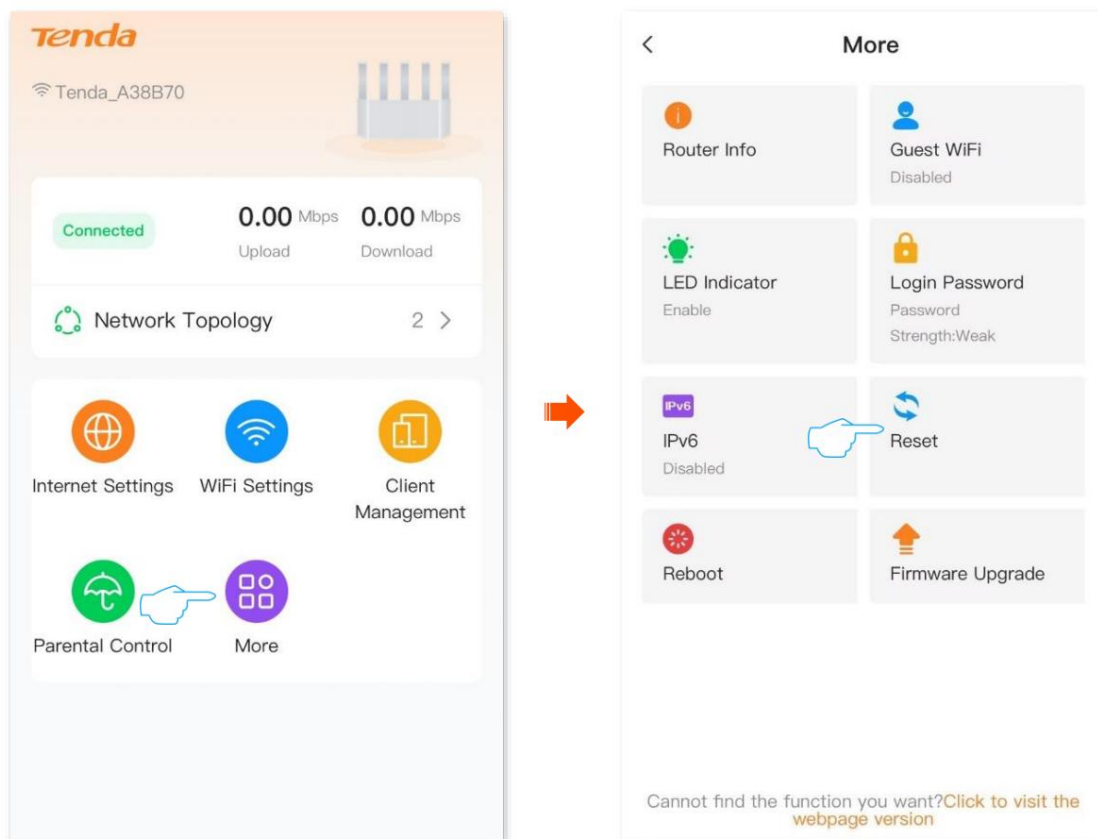 Tenda
Tenda_A38B70
Connected
0.00 Mbps
0.00 Mbps
Upload
Download
Network Topology
2
Internet Settings
WiFi Settings
Client
Management
Parental Control
More
More
Router Info
Guest WiFi
Disabled
LED Indicator
Enable
Login Password
Password
Strength:Weak
IPv6
IPv6
Disabled
Reset
Reboot
Firmware Upgrade
Cannot find the function you want?Click to visit the
webpage version